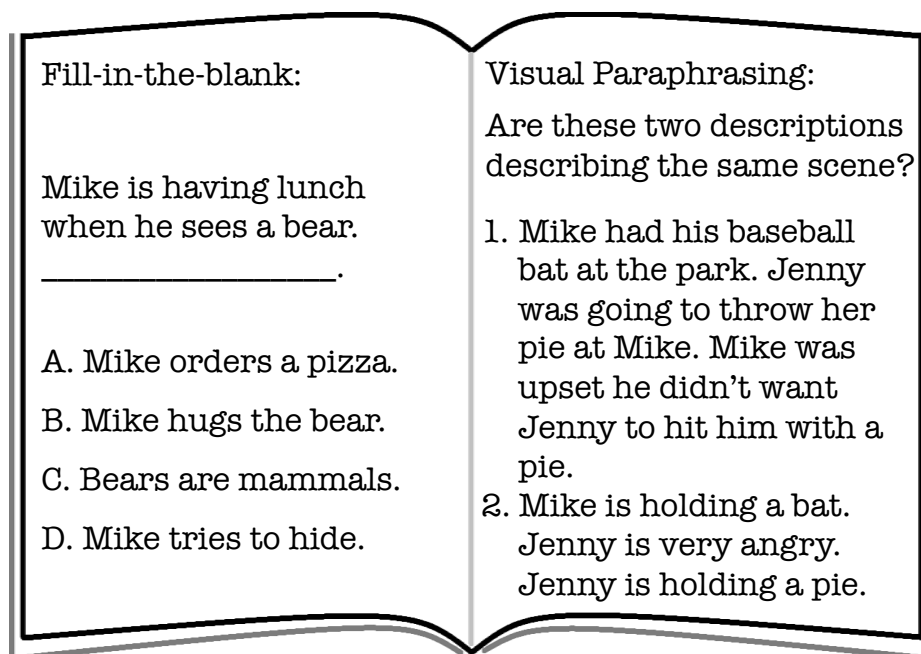 Fill-in-the-blank:
Mike is having lunch
when he sees a bear.
__________________.
A. Mike orders a pizza.
B. Mike hugs the bear.
C. Bears are mammals.
D. Mike tries to hide.
Visual Paraphrasing:
Are these two descriptions
describing the same scene?
1. Mike had his baseball
bat at the park. Jenny
was going to throw her
pie at Mike. Mike was
upset he didn’t want
Jenny to hit him with a
pie.
2. Mike is holding a bat.
Jenny is very angry.
Jenny is holding a pie.